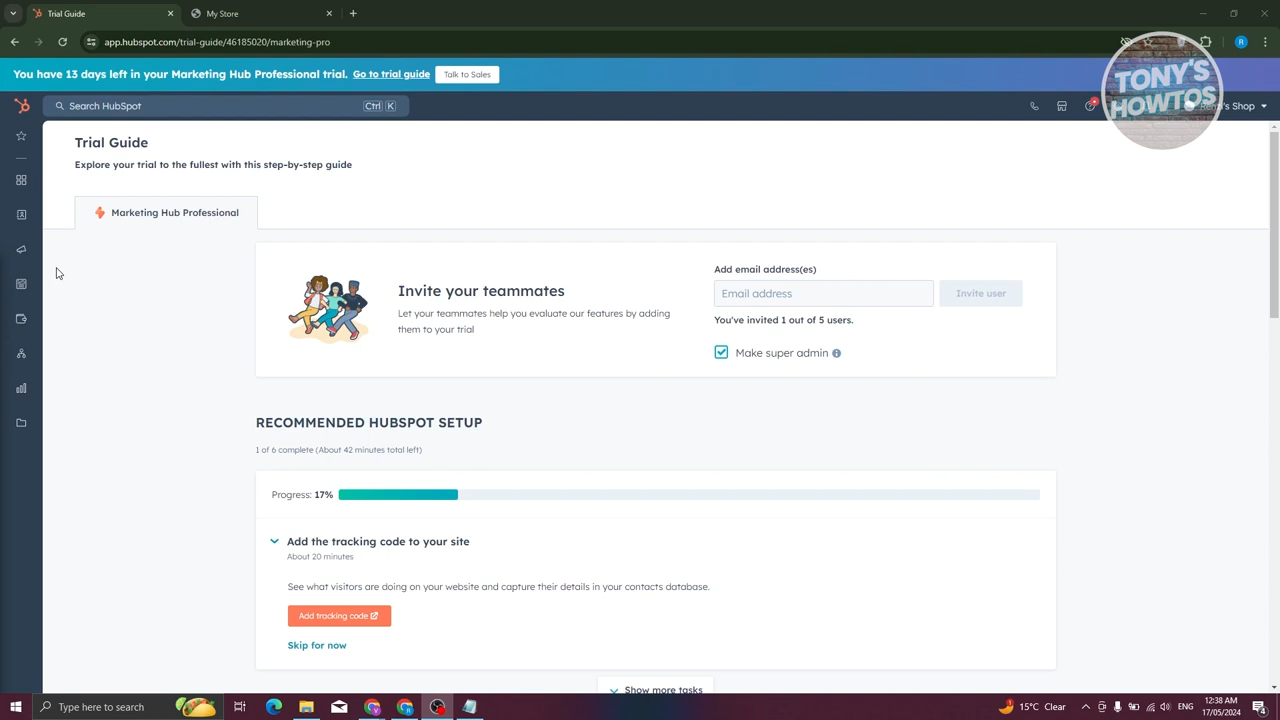 Trial Guide
My Store
app.hubspot.com/trial-guide/46185020/marketing-pro
R
You have 13 days left in your Marketing Hub Professional trial. Go to trial guide Talk to Sales
TONY'S
HOWTOS
Search HubSpot Ctrl K
Shop
Trial Guide
Explore your trial to the fullest with this step-by-step guide
Marketing Hub Professional
Invite your teammates
Let your teammates help you evaluate our features by adding
them to your trial
Add email address(es)
Email address
Invite user
You've invited 1 out of 5 users.
Make super admin
RECOMMENDED HUBSPOT SETUP
1 of 6 complete (About 42 minutes total left)
Progress: 17%
Add the tracking code to your site
About 20 minutes
See what visitors are doing on your website and capture their details in your contacts database.
Add tracking code
Skip for now
Show more tasks
Type here to search
15°C Clear
12:38 AM
17/05/2024